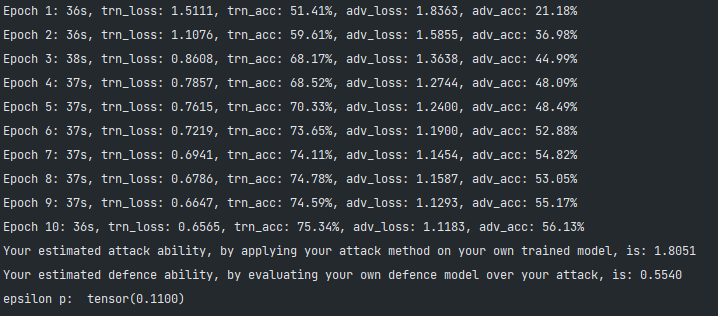 Epoch 1: 36s, trn_loss: 1.5111, trn_acc: 51.41%, adv_loss: 1.8363, adv_acc: 21.18%
Epoch 2: 36s, trn_loss: 1.1076, trn_acc: 59.61%, adv_loss: 1.5855, adv_acc: 36.98%
Epoch 3: 38s, trn_loss: 0.8608, trn_acc: 68.17%, adv_loss: 1.3638, adv_acc: 44.99%
Epoch 4: 37s, trn_loss: 0.7857, trn_acc: 68.52%, adv_loss: 1.2744, adv_acc: 48.09%
Epoch 5: 37s, trn_loss: 0.7615, trn_acc: 70.33%, adv_loss: 1.2400, adv_acc: 48.49%
Epoch 6: 37s, trn_loss: 0.7219, trn_acc: 73.65%, adv_loss: 1.1900, adv_acc: 52.88%
Epoch 7: 37s, trn_loss: 0.6941, trn_acc: 74.11%, adv_loss: 1.1454, adv_acc: 54.82%
Epoch 8: 37s, trn_loss: 0.6786, trn_acc: 74.78%, adv_loss: 1.1587, adv_acc: 53.05%
Epoch 9: 37s, trn_loss: 0.6647, trn_acc: 74.59%, adv_loss: 1.1293, adv_acc: 55.17%
Epoch 10: 36s, trn_loss: 0.6565, trn_acc: 75.34%, adv_loss: 1.1183, adv_acc: 56.13%
Your estimated attack ability, by applying your attack method on your own trained model, is: 1.8051
Your estimated defence ability, by evaluating your own defence model over your attack, is: 0.5540
epsilon p:  tensor(0.1100)